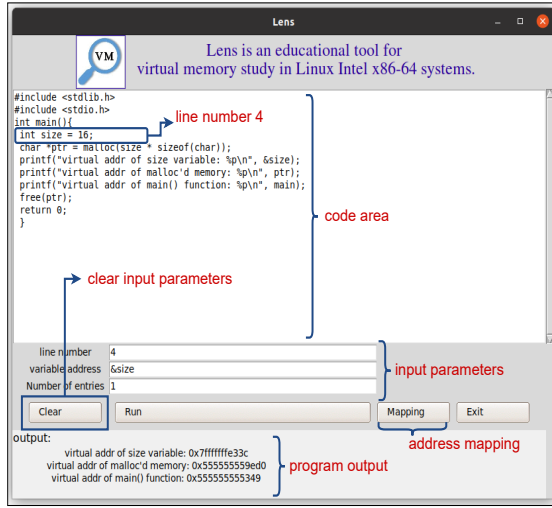 Lens
VM
Lens is an educational tool for
virtual memory study in Linux Intel x86-64 systems.
#include <stdlib.h>
#include <stdio.h>
int main(){
int size = 16;
char *ptr = malloc(size * sizeof(char));
printf("virtual addr of size variable: %p\n", &size);
printf("virtual addr of malloc'd memory: %p\n", ptr);
printf("virtual addr of main() function: %p\n", main);
free(ptr);
return 0;
}
line number 4
code area
clear input parameters
line number 4
variable address &size
Number of entries 1
input parameters
Clear Run Mapping Exit
address mapping
output:
virtual addr of size variable: 0x7fffffffe33c
virtual addr of malloc'd memory: 0x555555559ed0
virtual addr of main() function: 0x555555555349
program output